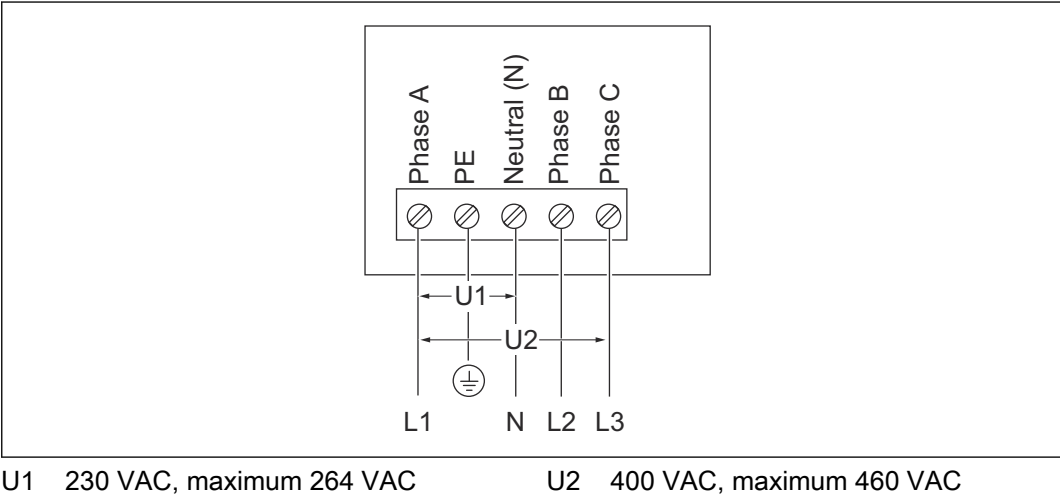 Phase A
PE
Neutral (N)
Phase B
Phase C
U1
U2
L1
N
L2
L3
U1 230 VAC, maximum 264 VAC
U2 400 VAC, maximum 460 VAC